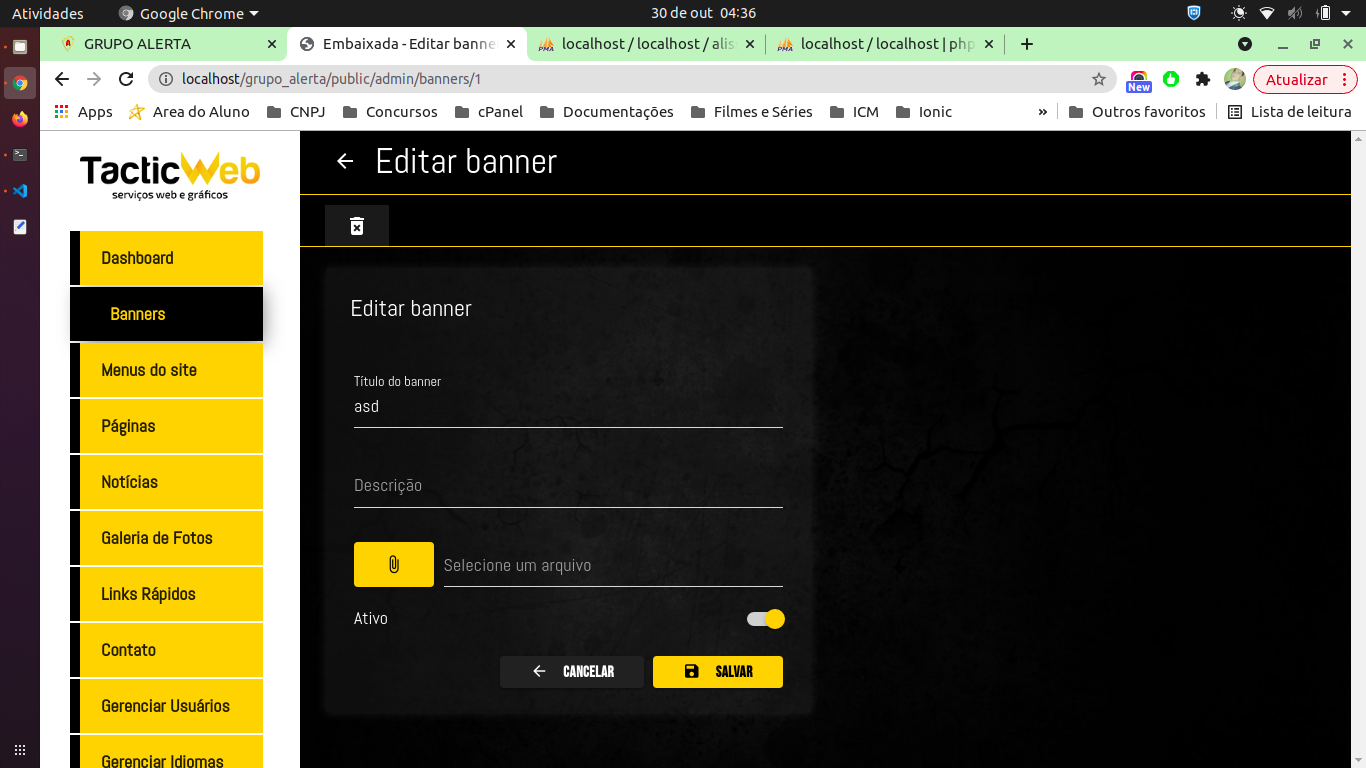 Atividades
Google Chrome
30 de out 04:36
GRUPO ALERTA
Embaixada - Editar banne
localhost / localhost / alis
localhost / localhost | php
localhost/grupo_alerta/public/admin/banners/1
New
Atualizar
Apps
Area do Aluno
CNPJ
Concursos
cPanel
Documentações
Filmes e Séries
ICM
Ionic
»
Outros favoritos
Lista de leitura
TacticWeb
serviços web e gráficos
Dashboard
Banners
Menus do site
Páginas
Notícias
Galeria de Fotos
Links Rápidos
Contato
Gerenciar Usuários
Gerenciar Idiomas
Editar banner
Editar banner
Título do banner
asd
Descrição
Selecione um arquivo
Ativo
CANCELAR
SALVAR